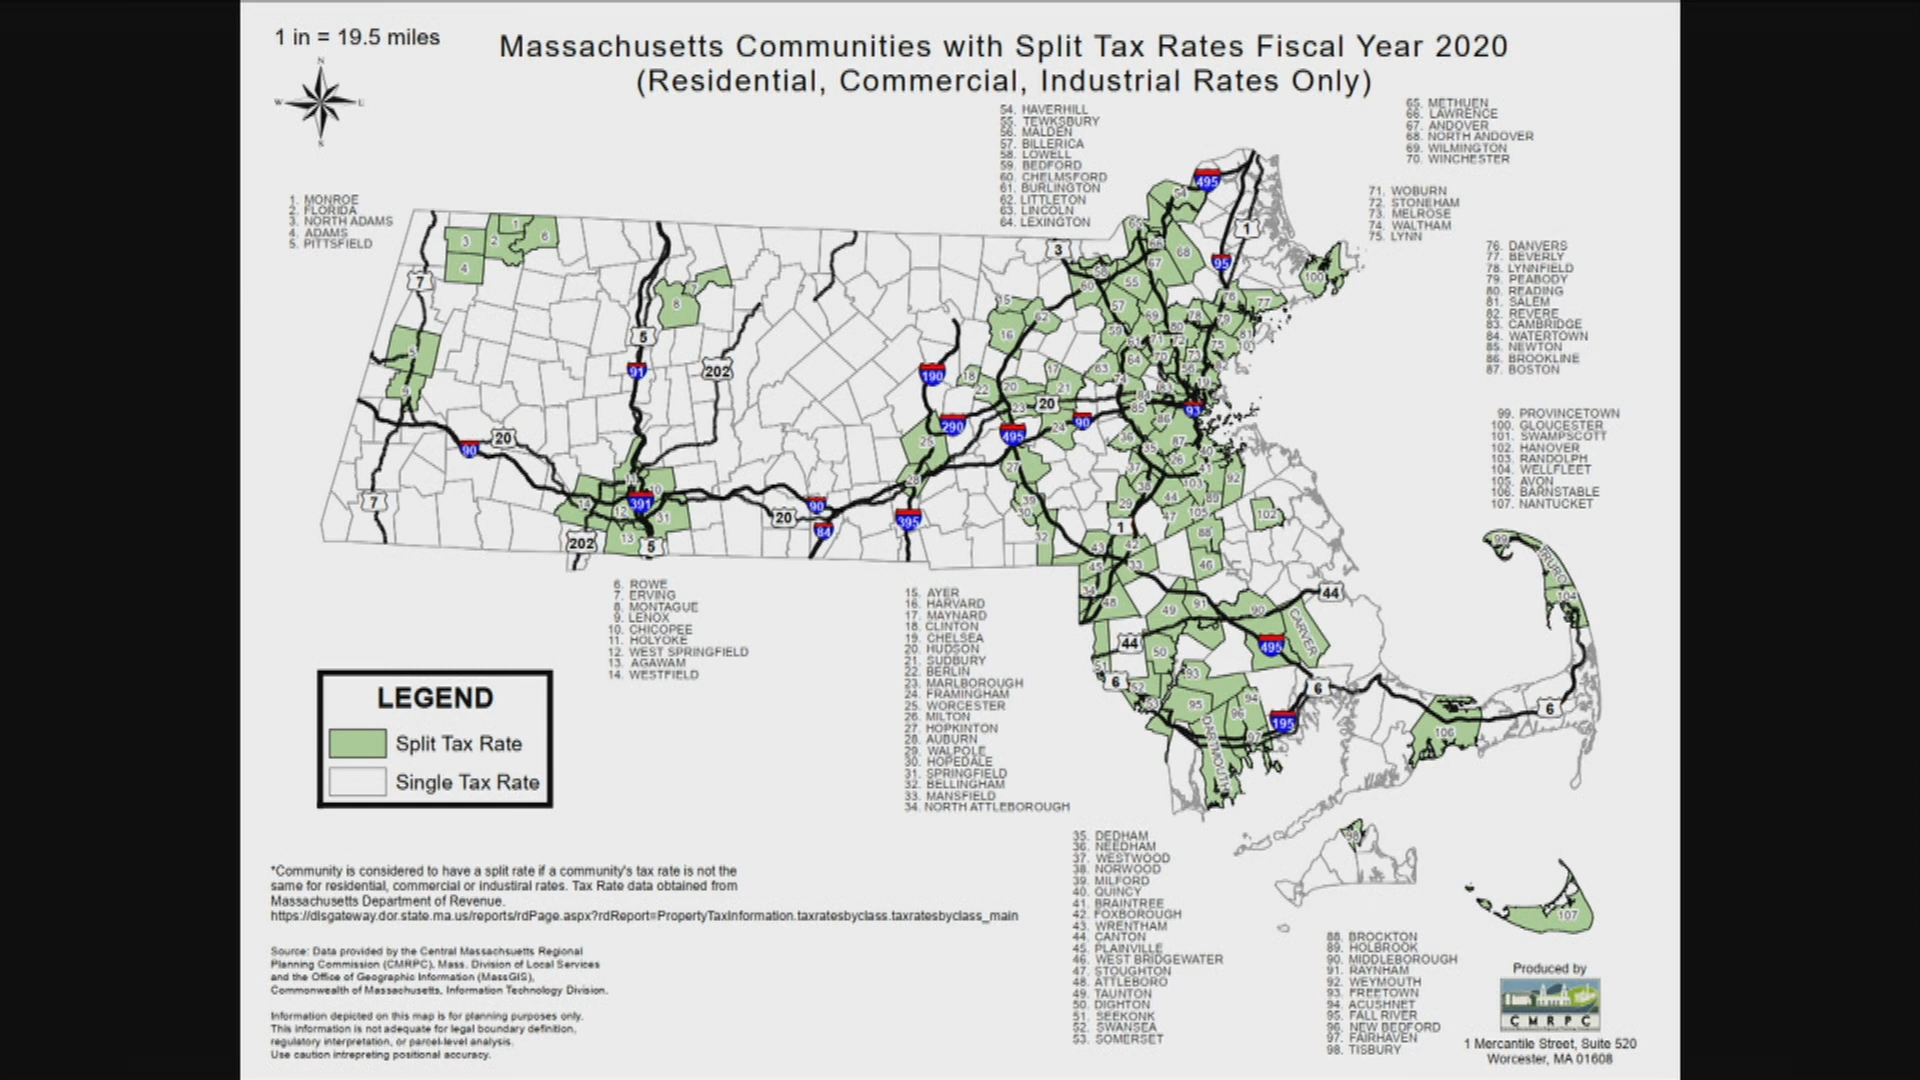 1 in = 19.5 miles
Massachusetts Communities with Split Tax Rates Fiscal Year 2020
(Residential, Commercial, Industrial Rates Only)
N
W
E
S
1. MONROE
2. FLORIDA
3. NORTH ADAMS
4. ADAMS
5. PITTSFIELD
54. HAVERHILL
55. TEWKSBURY
56. MALDEN
57. BILLERICA
58. LOWELL
59. BEDFORD
60. CHELMSFORD
61. BURLINGTON
62. LITTLETON
63. LINCOLN
64. LEXINGTON
65. METHUEN
66. LAWRENCE
67. ANDOVER
68. NORTH ANDOVER
69. WILMINGTON
70. WINCHESTER
71. WOBURN
72. STONEHAM
73. MELROSE
74. WALTHAM
75. LYNN
76. DANVERS
77. BEVERLY
78. LYNNFIELD
79. PEABODY
80. READING
81. SALEM
82. REVERE
83. CAMBRIDGE
84. WATERTOWN
85. NEWTON
86. BROOKLINE
87. BOSTON
99. PROVINCETOWN
100. GLOUCESTER
101. SWAMPSCOTT
102. HANOVER
103. RANDOLPH
104. WELLFLEET
105. AVON
106. BARNSTABLE
107. NANTUCKET
TRURO
CARVER
DARTMOUTH
6. ROWE
7. ERVING
8. MONTAGUE
9. LENOX
10. CHICOPEE
11. HOLYOKE
12. WEST SPRINGFIELD
13. AGAWAM
14. WESTFIELD
15. AYER
16. HARVARD
17. MAYNARD
18. CLINTON
19. CHELSEA
20. HUDSON
21. SUDBURY
22. BERLIN
23. MARLBOROUGH
24. FRAMINGHAM
25. WORCESTER
26. MILTON
27. HOPKINTON
28. AUBURN
29. WALPOLE
30. HOPEDALE
31. SPRINGFIELD
32. BELLINGHAM
33. MANSFIELD
34. NORTH ATTLEBOROUGH
35. DEDHAM
36. NEEDHAM
37. WESTWOOD
38. NORWOOD
39. MILFORD
40. QUINCY
41. BRAINTREE
42. FOXBOROUGH
43. WRENTHAM
44. CANTON
45. PLAINVILLE
46. WEST BRIDGEWATER
47. STOUGHTON
48. ATTLEBORO
49. TAUNTON
50. DIGHTON
51. SEEKONK
52. SWANSEA
53. SOMERSET
88. BROCKTON
89. HOLBROOK
90. MIDDLEBOROUGH
91. RAYNHAM
92. WEYMOUTH
93. FREETOWN
94. ACUSHNET
95. FALL RIVER
96. NEW BEDFORD
97. FAIRHAVEN
98. TISBURY
LEGEND
Split Tax Rate
Single Tax Rate
*Community is considered to have a split rate if a community's tax rate is not the
same for residential, commercial or industiral rates. Tax Rate data obtained from
Massachusetts Department of Revenue.
https://dlsgateway.dor.state.ma.us/reports/rdPage.aspx?rdReport=PropertyTaxInformation.taxratesbyclass.taxratesbyclass_main
Source: Data provided by the Central Massachsuetts Regional
Planning Commission (CMRPC), Mass. Division of Local Services
and the Office of Geographic Information (MassGIS),
Commonwealth of Massachusetts, Information Technology Division.
Information depicted on this map is for planning purposes only.
This information is not adequate for legal boundary definition,
regulatory interpretation, or parcel-level analysis.
Use caution intrepreting positional accuracy.
Produced by
CMRPC
1 Mercantile Street, Suite 520
Worcester, MA 01608